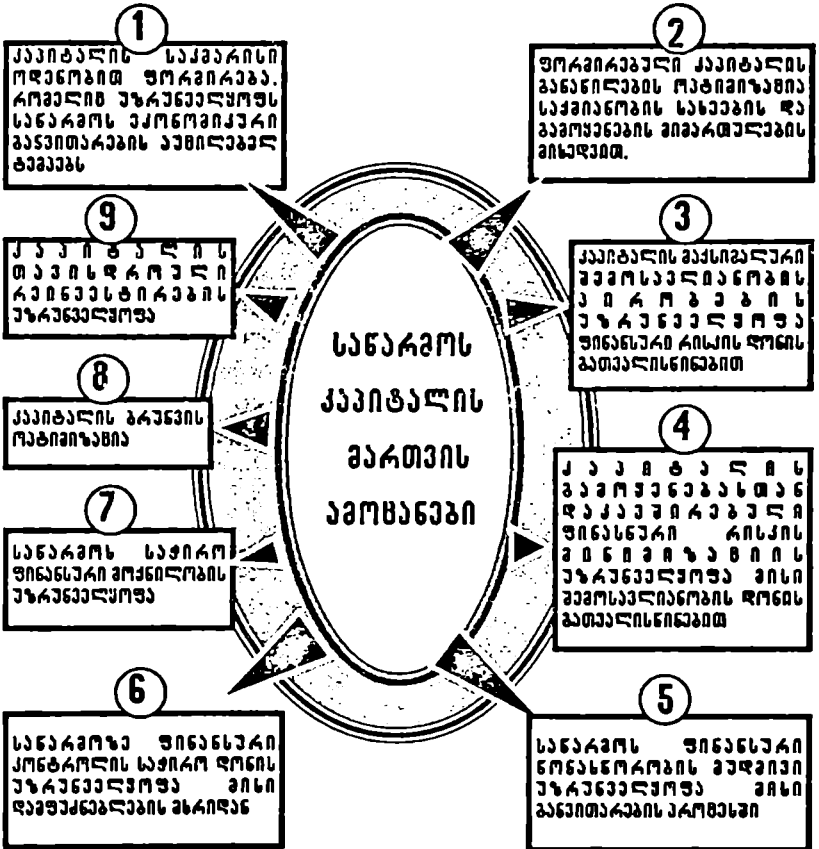 1
კაპიტალის საკმარისი
ოდენობით ფორმირება,
რომელიც უზრუნველყოფს
საწარმოს ეკონომიკური
განვითარების აუცილებელ
ტემპებს
2
ფორმირებული კაპიტალის
განაწილების ოპტიმიზაცია
საქმიანობის სახეების და
გამოყენების მიმართულების
მიხედვით.
3
კაპიტალის მაქსიმალური
შემოსავლიანობის
პირობების
უზრუნველყოფა
ფინანსური რისკის დონის
გათვალისწინებით
4
კაპიტალის
გამოყენებასთან
დაკავშირებული
ფინანსური რისკის
მინიმიზაციის
უზრუნველყოფა მისი
შემოსავლიანობის დონის
გათვალისწინებით
5
საწარმოს ფინანსური
წონასწორობის მუდმივი
უზრუნველყოფა მისი
განვითარების პროცესში
6
საწარმოზე ფინანსური
კონტროლის საჭირო დონის
უზრუნველყოფა მისი
დამფუძნებლების მხრიდან
7
საწარმოს საჭირო
ფინანსური მოქნილობის
უზრუნველყოფა
8
კაპიტალის ბრუნვის
ოპტიმიზაცია
9
კაპიტალის
თავისდროული
რეინვესტირების
უზრუნველყოფა
საწარმოს
კაპიტალის
მართვის
ამოცანები